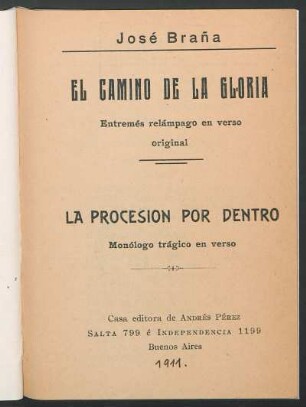 José Braña
EL CAMINO DE LA GLORIA
Entremés relámpago en verso
original
LA PROCESION POR DENTRO
Monólogo trágico en verso
Casa editora de ANDRÉS PÉREZ
SALTA 799 é INDEPENDENCIA 1199
Buenos Aires
1911.